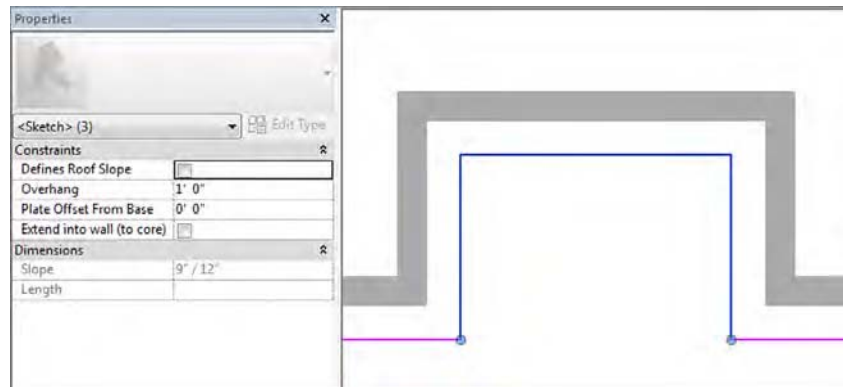 Properties
<Sketch> (3)
Edit Type
Constraints
Defines Roof Slope
Overhang 1' 0"
Plate Offset From Base 0' 0"
Extend into wall (to core)
Dimensions
Slope 9" / 12"
Length